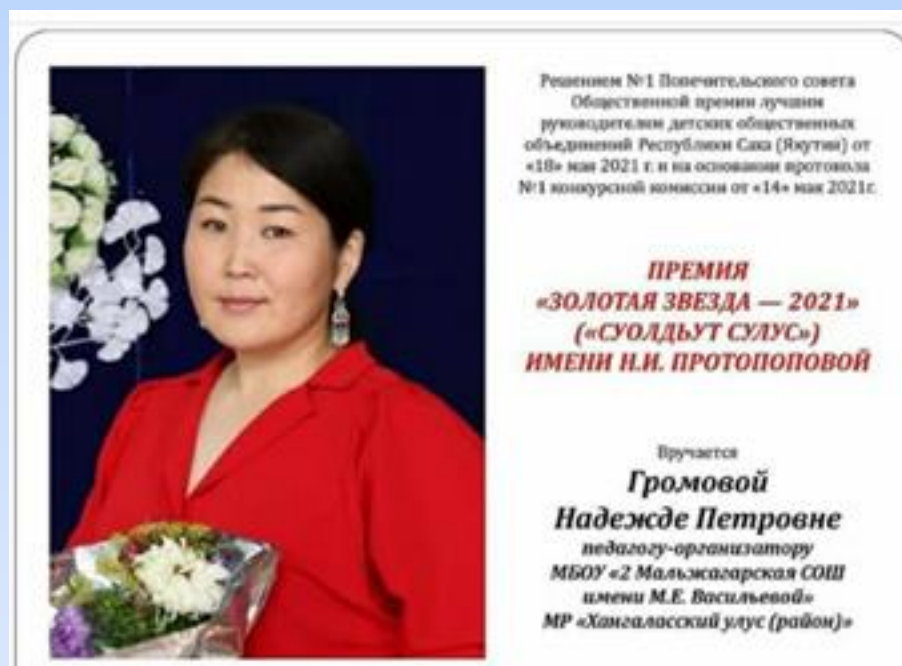 Решением №1 Попечительского совета
Общественной премии лучшим
руководителям детских общественных
объединений Республики Саха (Якутия) от
«18» мая 2021 г. и на основании протокола
№1 конкурсной комиссии от «14» мая 2021г.
ПРЕМИЯ
«ЗОЛОТАЯ ЗВЕЗДА — 2021»
(«СУОЛДЬУТ СУЛУС»)
ИМЕНИ Н.И. ПРОТОПОПОВОЙ
Вручается
Громовой
Надежде Петровне
педагогу-организатору
МБОУ «2 Мальжагарская СОШ
имени М.Е. Васильевой»
МР «Хангаласский улус (район)»